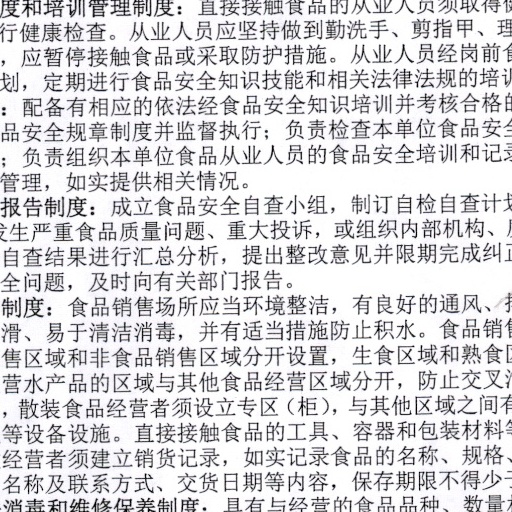 度和培训管理制度：直接接触食品的从业人员须取得健
行健康检查。从业人员应坚持做到勤洗手、剪指甲、理
，应暂停接触食品或采取防护措施。从业人员经岗前食
划，定期进行食品安全知识技能和相关法律法规的培训
：配备有相应的依法经食品安全知识培训并考核合格的
品安全规章制度并监督执行；负责检查本单位食品安全
；负责组织本单位食品从业人员的食品安全培训和记录
管理，如实提供相关情况。
报告制度：成立食品安全自查小组，制订自检自查计划
发生严重食品质量问题、重大投诉，或组织内部机构、
自查结果进行汇总分析，提出整改意见并限期完成纠正
全问题，及时向有关部门报告。
制度：食品销售场所应当环境整洁，有良好的通风、
滑、易于清洁消毒，并有适当措施防止积水。食品销售
售区域和非食品销售区域分开设置，生食区域和熟食区
营水产品的区域与其他食品经营区域分开，防止交叉
，散装食品经营者须设立专区（柜），与其他区域之间有
等设备设施。直接接触食品的工具、容器和包装材料等
经营者须建立销货记录，如实记录食品的名称、规格、
名称及联系方式、交货日期等内容，保存期限不得少于
消毒和维修保养制度：具有与经营的食品品种、数量相